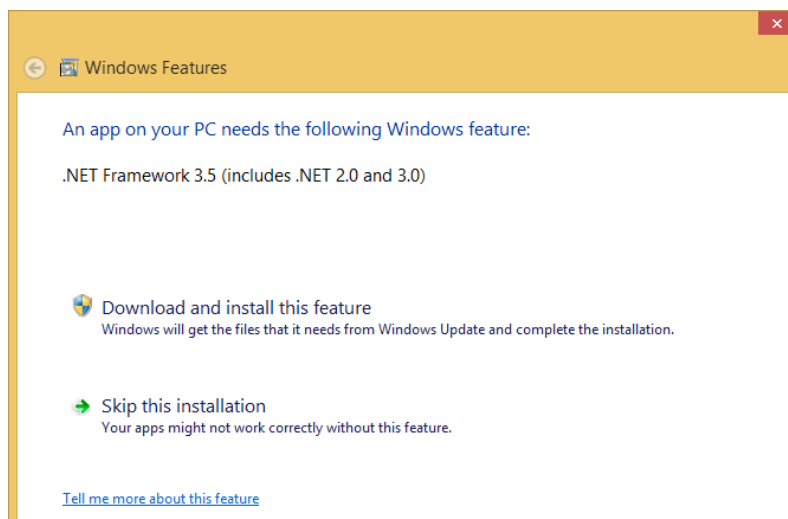 Windows Features
An app on your PC needs the following Windows feature:
.NET Framework 3.5 (includes .NET 2.0 and 3.0)
Download and install this feature
Windows will get the files that it needs from Windows Update and complete the installation.
Skip this installation
Your apps might not work correctly without this feature.
Tell me more about this feature